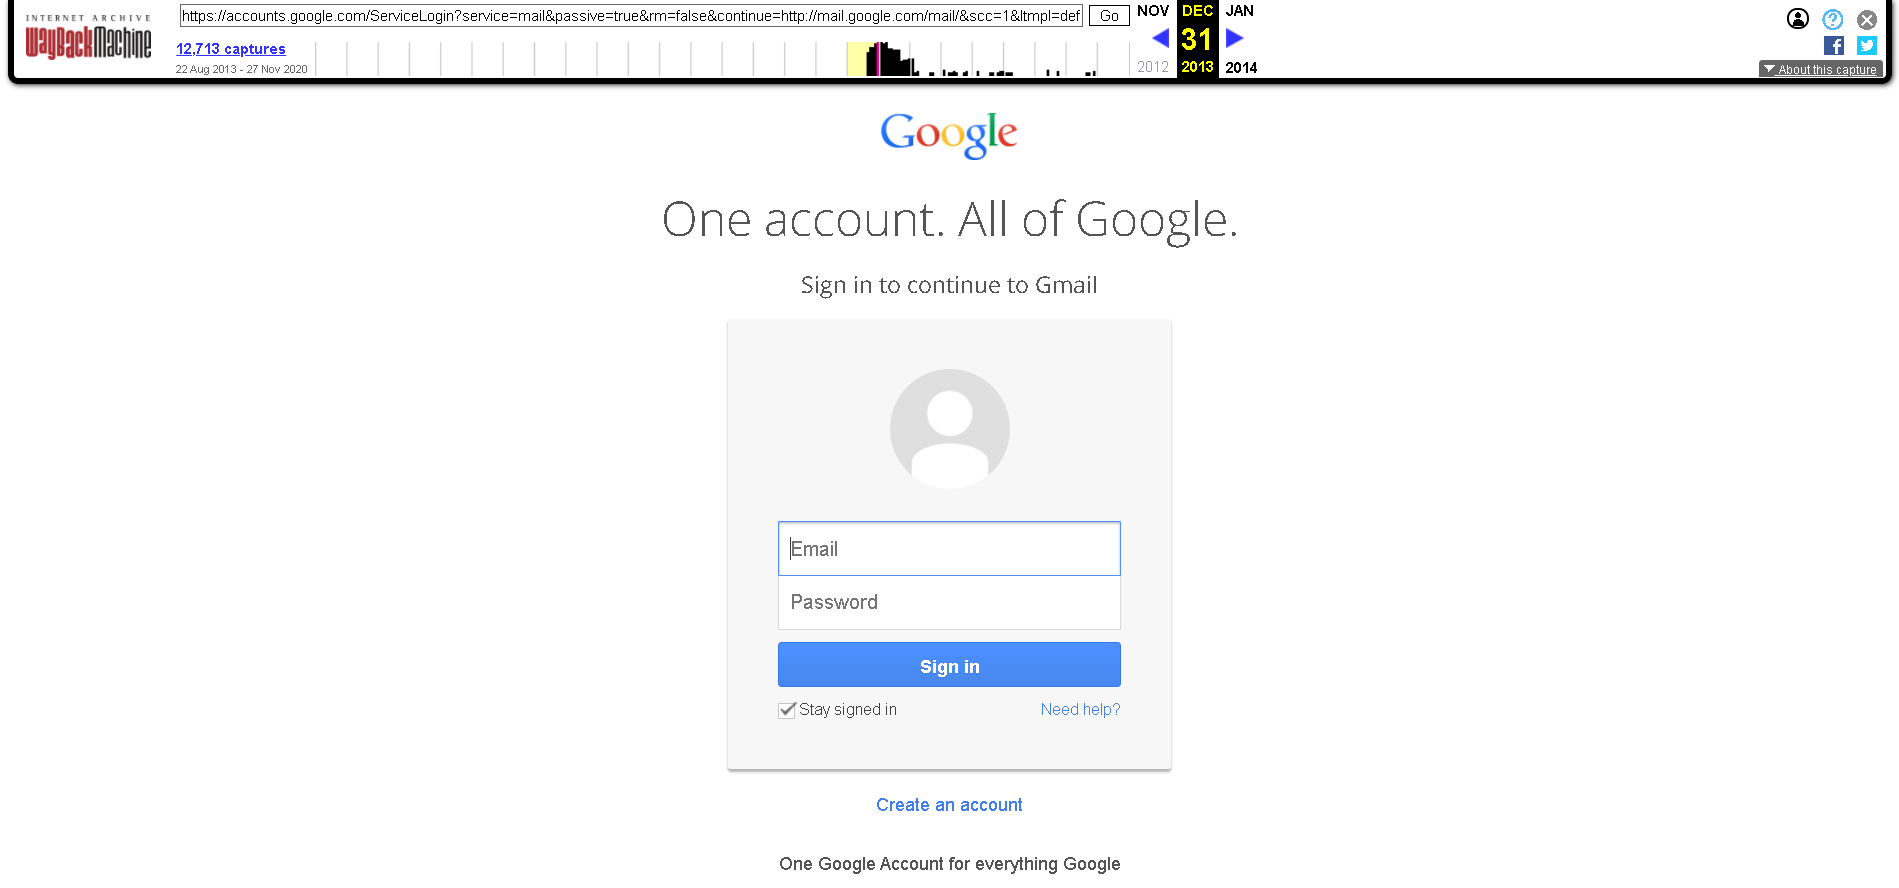 INTERNET ARCHIVE
WayBackMachine
https://accounts.google.com/ServiceLogin?service=mail&passive=true&rm=false&continue=http://mail.google.com/mail/&scc=1&ltmpl=def
Go
12,713 captures
22 Aug 2013 - 27 Nov 2020
NOV DEC JAN
31
2012 2013 2014
About this capture
Google
One account. All of Google.
Sign in to continue to Gmail
Email
Password
Sign in
Stay signed in Need help?
Create an account
One Google Account for everything Google